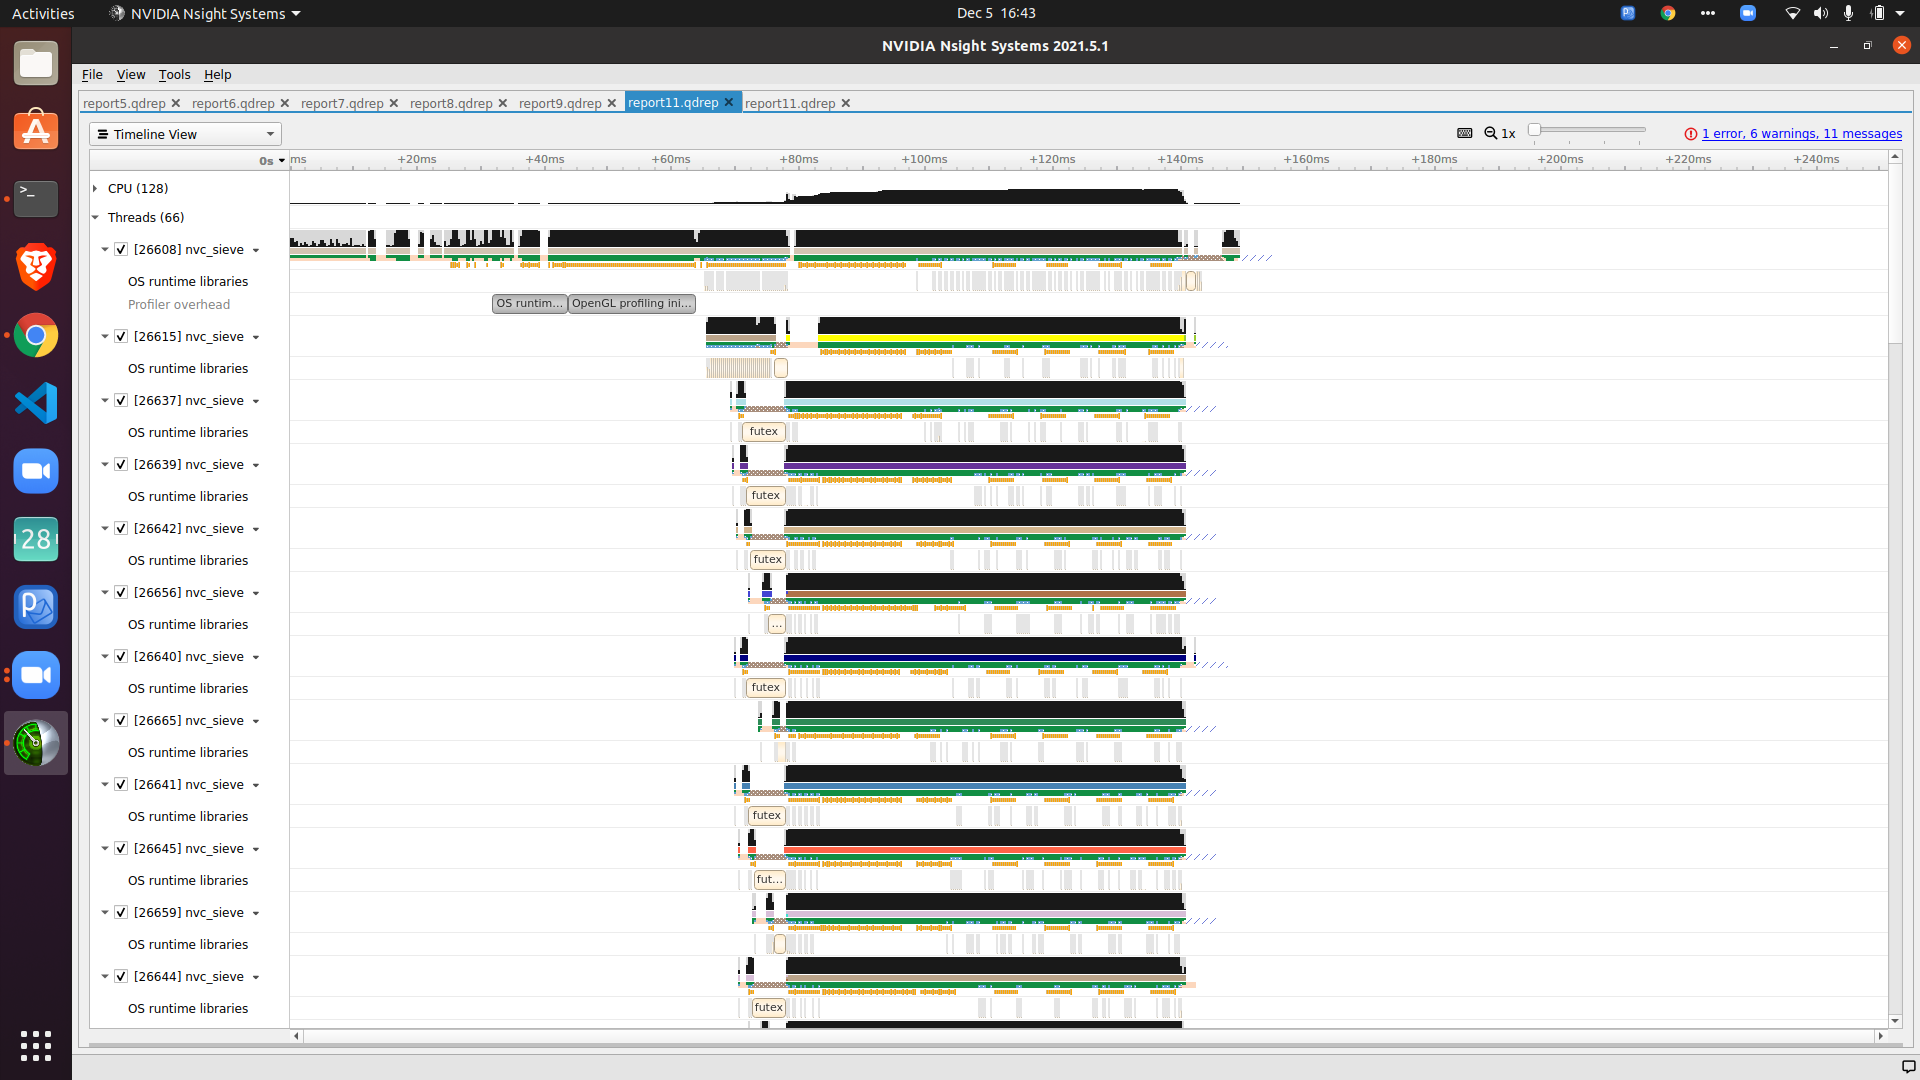 Activities NVIDIA Nsight Systems Dec 5 16:43
NVIDIA Nsight Systems 2021.5.1
File View Tools Help
report5.qdrep report6.qdrep report7.qdrep report8.qdrep report9.qdrep report11.qdrep report11.qdrep
Timeline View 1x 1 error, 6 warnings, 11 messages
0s ms +20ms +40ms +60ms +80ms +100ms +120ms +140ms +160ms +180ms +200ms +220ms +240ms
CPU (128)
Threads (66)
[26608] nvc_sieve
OS runtime libraries
Profiler overhead OS runtim... OpenGL profiling ini...
[26615] nvc_sieve
OS runtime libraries
[26637] nvc_sieve
OS runtime libraries futex
[26639] nvc_sieve
OS runtime libraries futex
[26642] nvc_sieve
OS runtime libraries futex
[26656] nvc_sieve
OS runtime libraries ...
[26640] nvc_sieve
OS runtime libraries futex
[26665] nvc_sieve
OS runtime libraries
[26641] nvc_sieve
OS runtime libraries futex
[26645] nvc_sieve
OS runtime libraries fut...
[26659] nvc_sieve
OS runtime libraries
[26644] nvc_sieve
OS runtime libraries futex
28